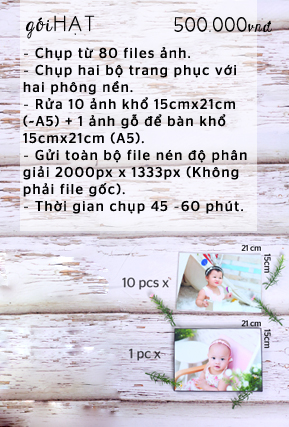 góiHẠT 500.000vnđ
- Chụp từ 80 files ảnh.
- Chụp hai bộ trang phục với
hai phông nền.
- Rửa 10 ảnh khổ 15cmx21cm
(~A5) + 1 ảnh gỗ để bàn khổ
15cmx21cm (A5).
- Gửi toàn bộ file nén độ phân
giải 2000px x 1333px (Không
phải file gốc).
- Thời gian chụp 45 -60 phút.
21 cm
15cm
10 pcs x
21 cm
15cm
1 pc x